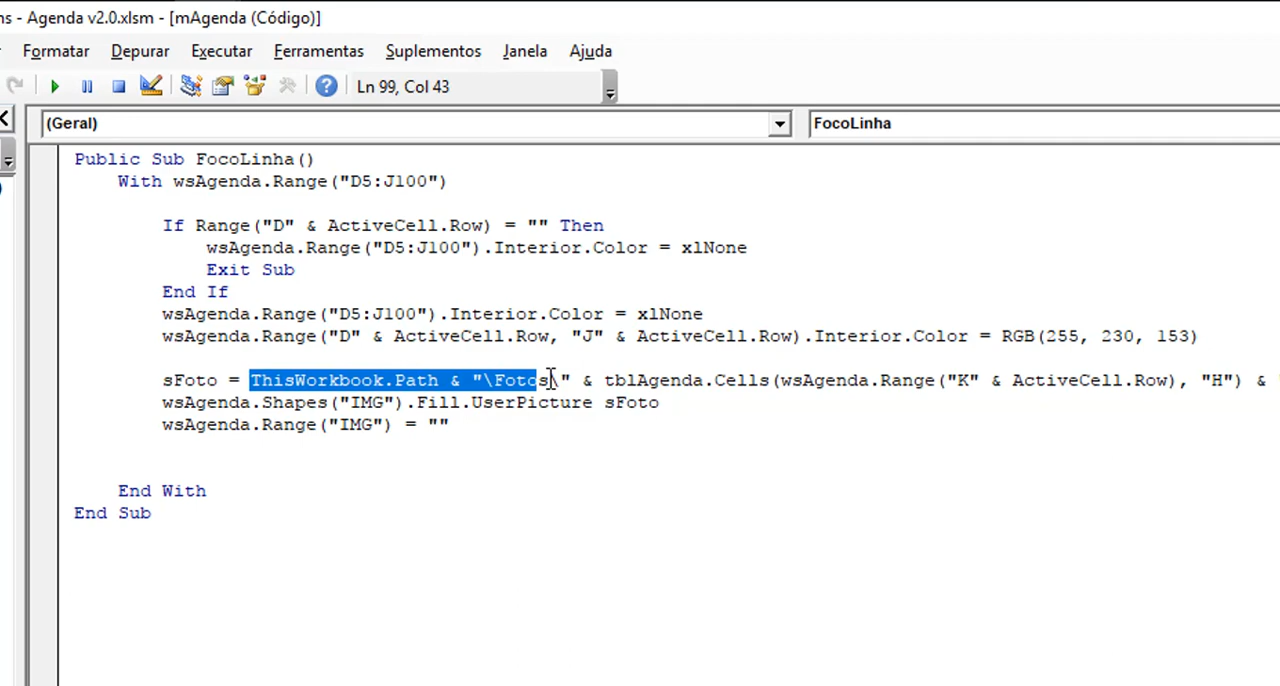 - Agenda v2.0.xlsm - [mAgenda (Código)]
Formatar Depurar Executar Ferramentas Suplementos Janela Ajuda
Ln 99, Col 43
(Geral) FocoLinha
Public Sub FocoLinha()
With wsAgenda.Range("D5:J100")
If Range("D" & ActiveCell.Row) = "" Then
wsAgenda.Range("D5:J100").Interior.Color = xlNone
Exit Sub
End If
wsAgenda.Range("D5:J100").Interior.Color = xlNone
wsAgenda.Range("D" & ActiveCell.Row, "J" & ActiveCell.Row).Interior.Color = RGB(255, 230, 153)
sFoto = ThisWorkbook.Path & "\Fotos\" & tblAgenda.Cells(wsAgenda.Range("K" & ActiveCell.Row), "H") &
wsAgenda.Shapes("IMG").Fill.UserPicture sFoto
wsAgenda.Range("IMG") = ""
End With
End Sub